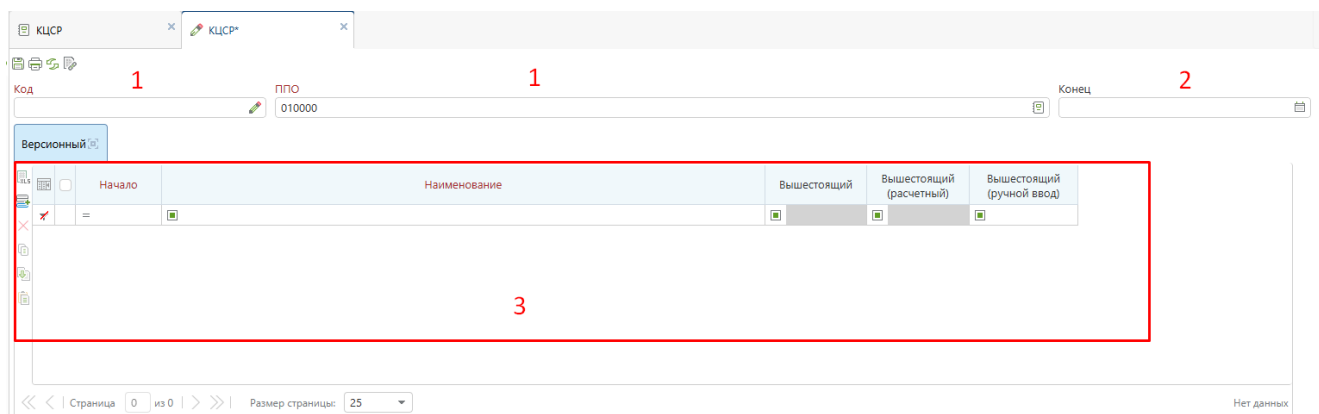 КЦСР КЦСР*
1 1 2
Код ППО Конец
010000
Версионный
Начало Наименование Вышестоящий Вышестоящий (расчетный) Вышестоящий (ручной ввод)
=
3
Страница 0 из 0 Размер страницы: 25 Нет данных